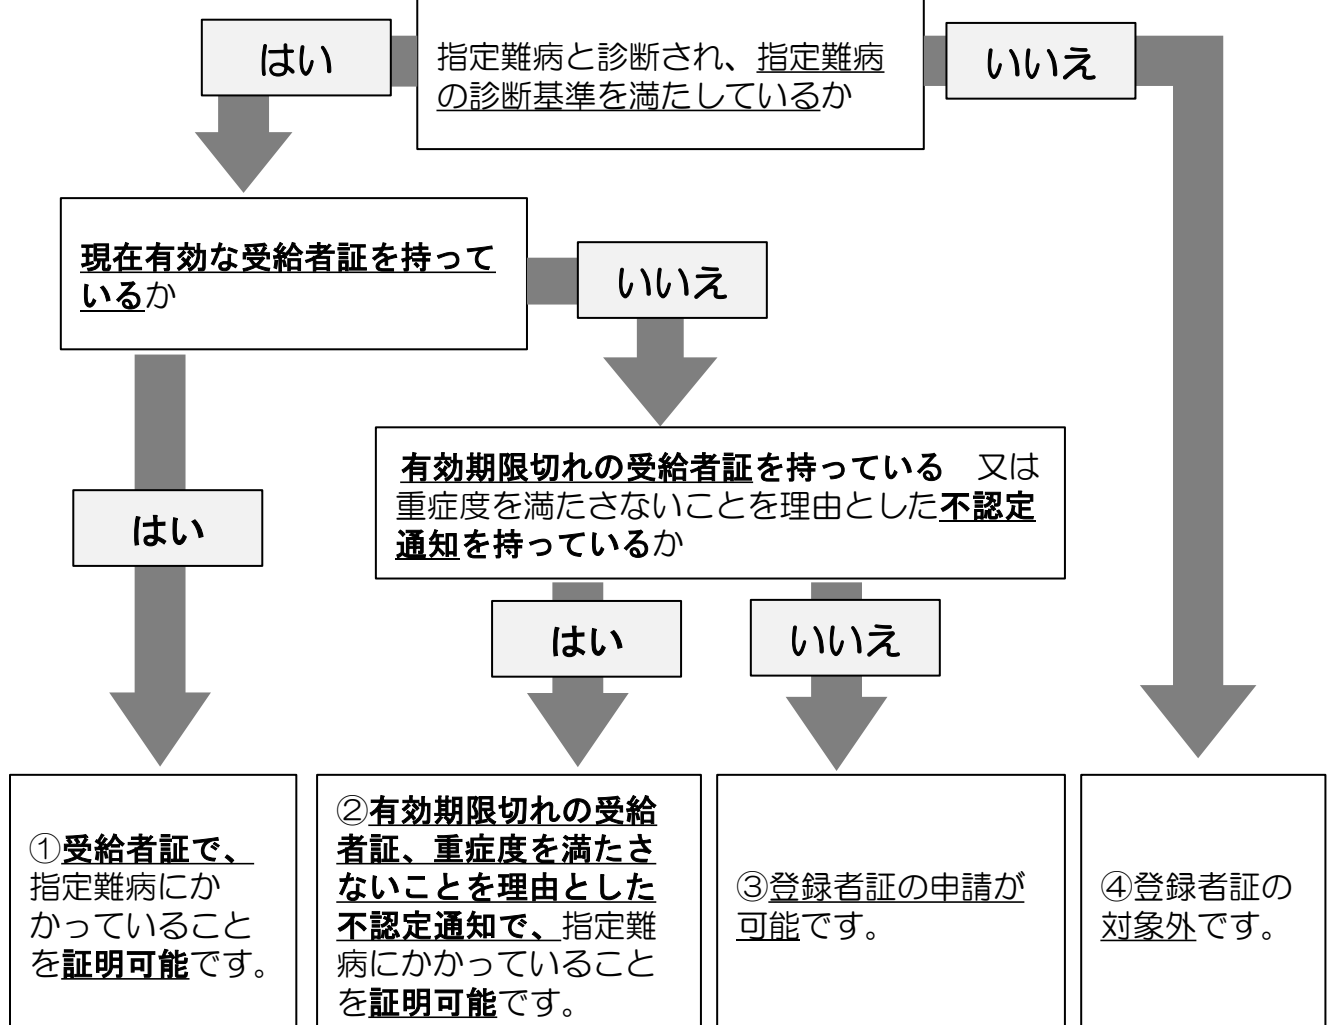 はい
指定難病と診断され、指定難病
の診断基準を満たしているか
いいえ
現在有効な受給者証を持って
いるか
いいえ
有効期限切れの受給者証を持っている　又は
重症度を満たさないことを理由とした不認定
通知を持っているか
はい
はい
いいえ
①受給者証で、
指定難病にか
かっていること
を証明可能です。
②有効期限切れの受給
者証、重症度を満たさ
ないことを理由とした
不認定通知で、指定難
病にかかっていること
を証明可能です。
③登録者証の申請が
可能です。
④登録者証の
対象外です。